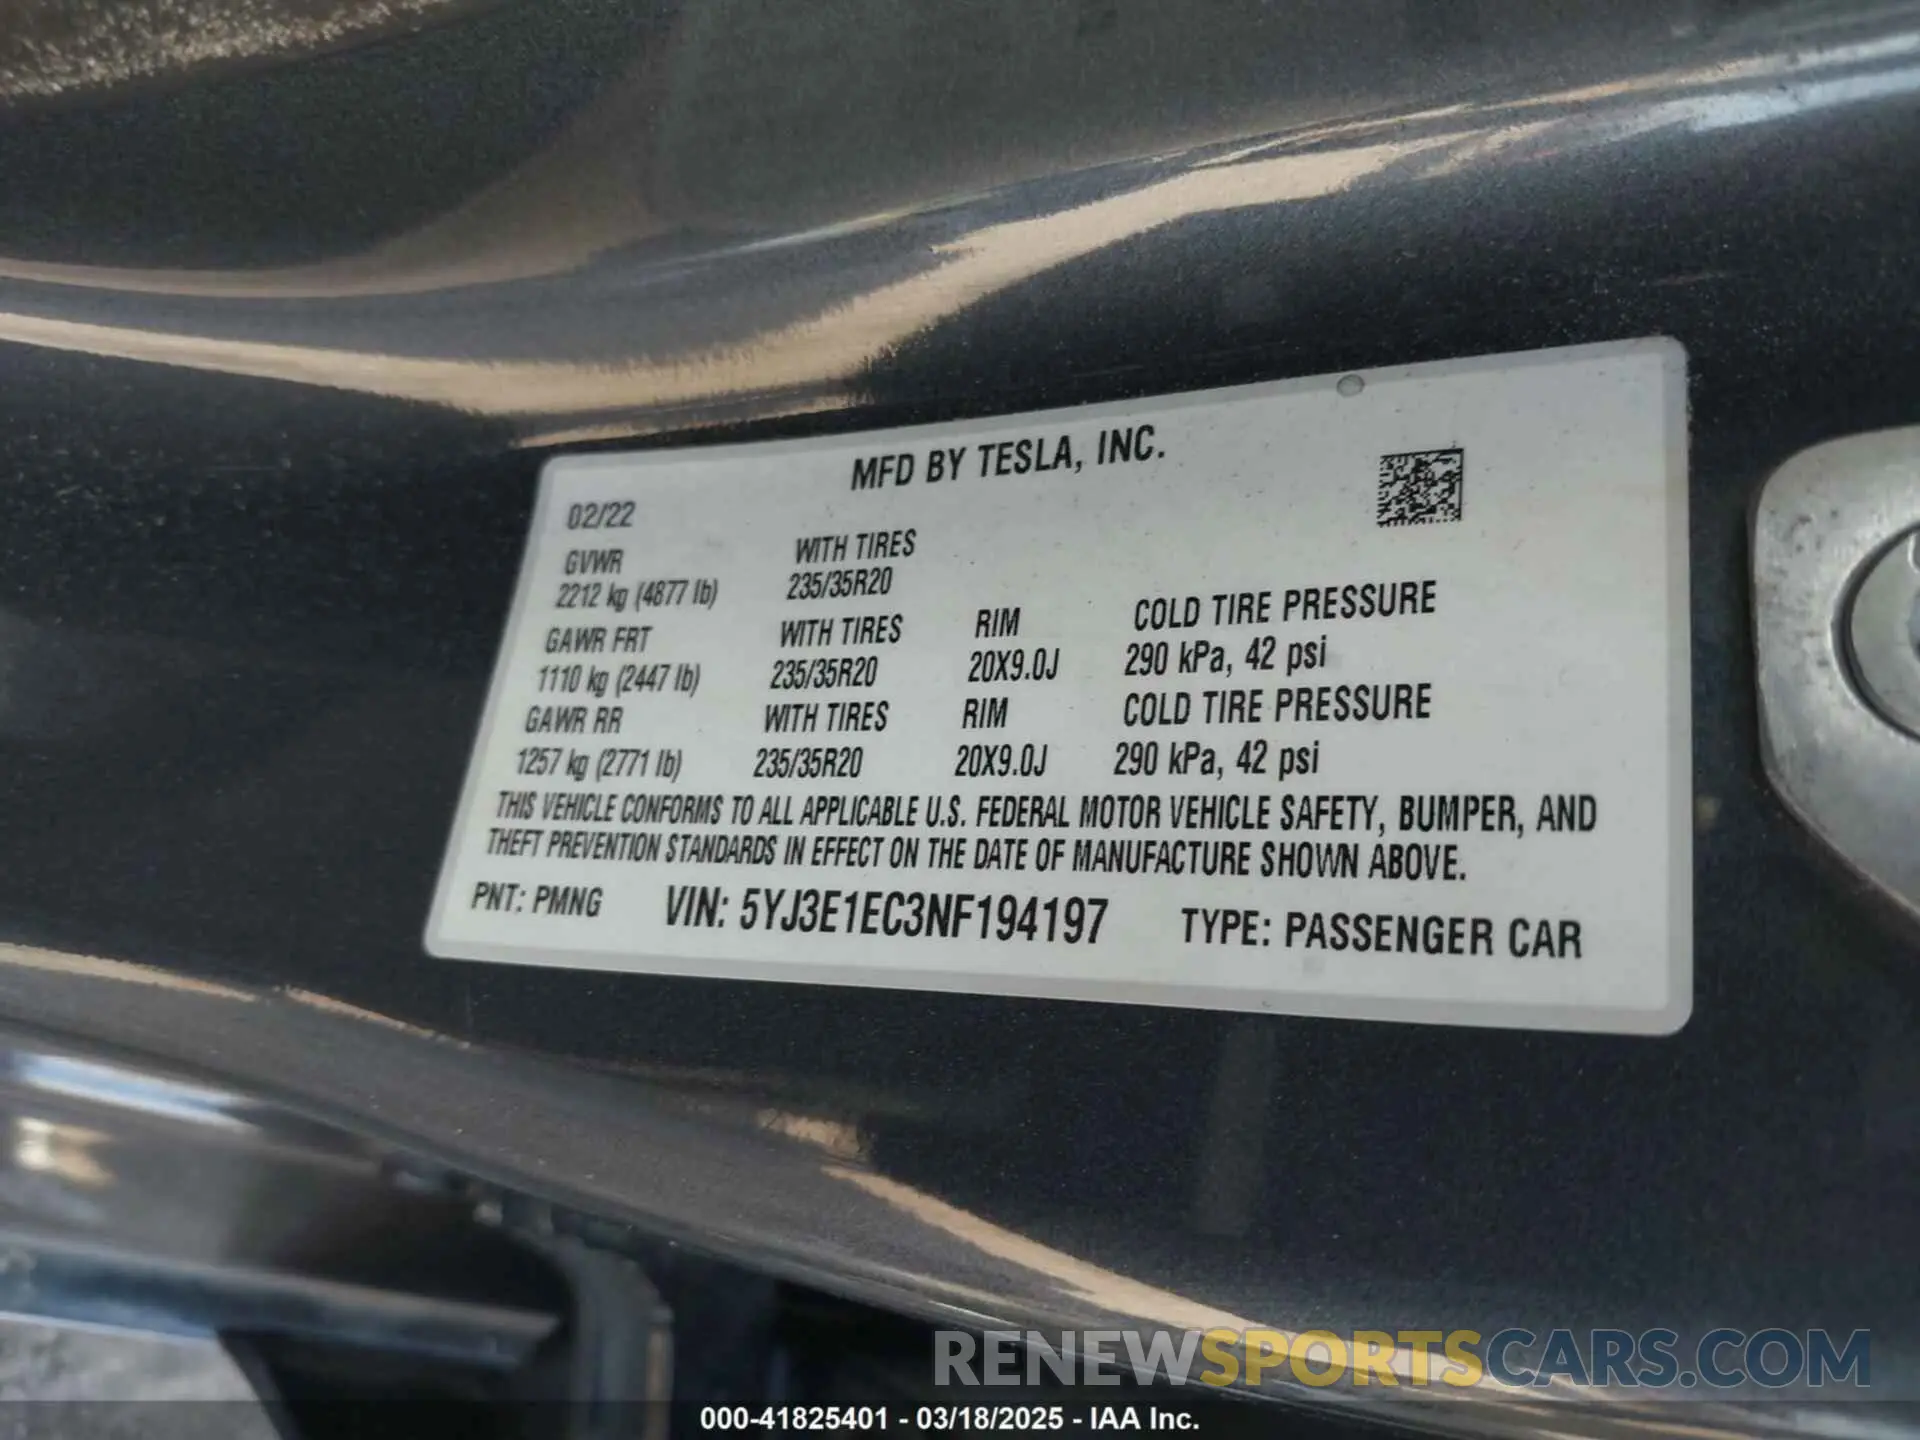 MFD BY TESLA, INC.
02/22
GVWR WITH TIRES
2212 kg (4877 lb) 235/35R20
GAWR FRT WITH TIRES RIM COLD TIRE PRESSURE
1110 kg (2447 lb) 235/35R20 20X9.0J 290 kPa, 42 psi
GAWR RR WITH TIRES RIM COLD TIRE PRESSURE
1257 kg (2771 lb) 235/35R20 20X9.0J 290 kPa, 42 psi
THIS VEHICLE CONFORMS TO ALL APPLICABLE U.S. FEDERAL MOTOR VEHICLE SAFETY, BUMPER, AND
THEFT PREVENTION STANDARDS IN EFFECT ON THE DATE OF MANUFACTURE SHOWN ABOVE.
PNT: PMNG VIN: 5YJ3E1EC3NF194197 TYPE: PASSENGER CAR
RENEWSPORTSCARS.COM
000-41825401 - 03/18/2025 - IAA Inc.